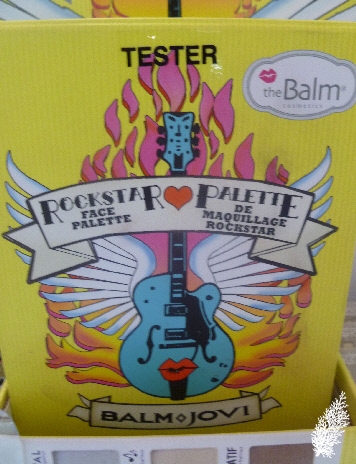 TESTER
theBalm®
cosmetics
ROCKSTAR PALETTE
FACE
PALETTE
DE
MAQUILLAGE
ROCKSTAR
BALM JOVI